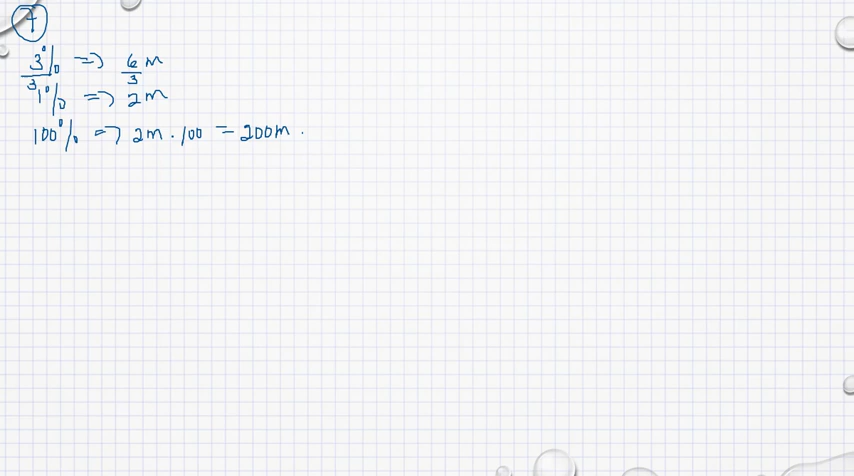 7
3% => 6m
3 3
1% => 2m
100% => 2m · 100 = 200m .